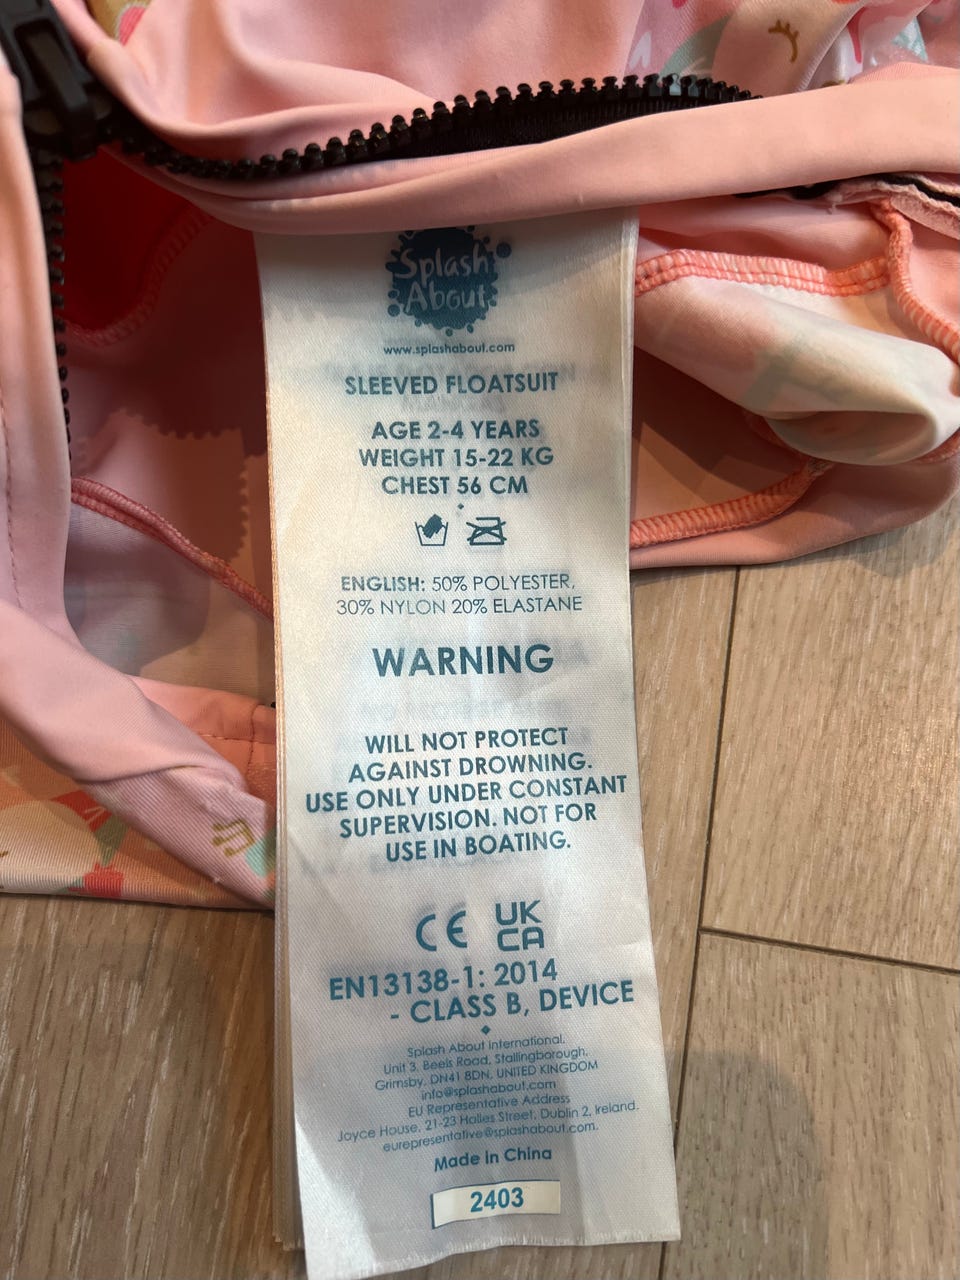 Splash
About
www.splashabout.com
SLEEVED FLOATSUIT
AGE 2-4 YEARS
WEIGHT 15-22 KG
CHEST 56 CM
ENGLISH: 50% POLYESTER,
30% NYLON 20% ELASTANE
WARNING
WILL NOT PROTECT
AGAINST DROWNING.
USE ONLY UNDER CONSTANT
SUPERVISION. NOT FOR
USE IN BOATING.
CE UK
CA
EN13138-1: 2014
- CLASS B, DEVICE
Splash About International,
Unit 3, Beels Road, Stallingborough,
Grimsby, DN41 8DN, UNITED KINGDOM
info@splashabout.com
EU Representative Address
Joyce House, 21-23 Holles Street, Dublin 2, Ireland.
eurepresentative@splashabout.com.
Made in China
2403